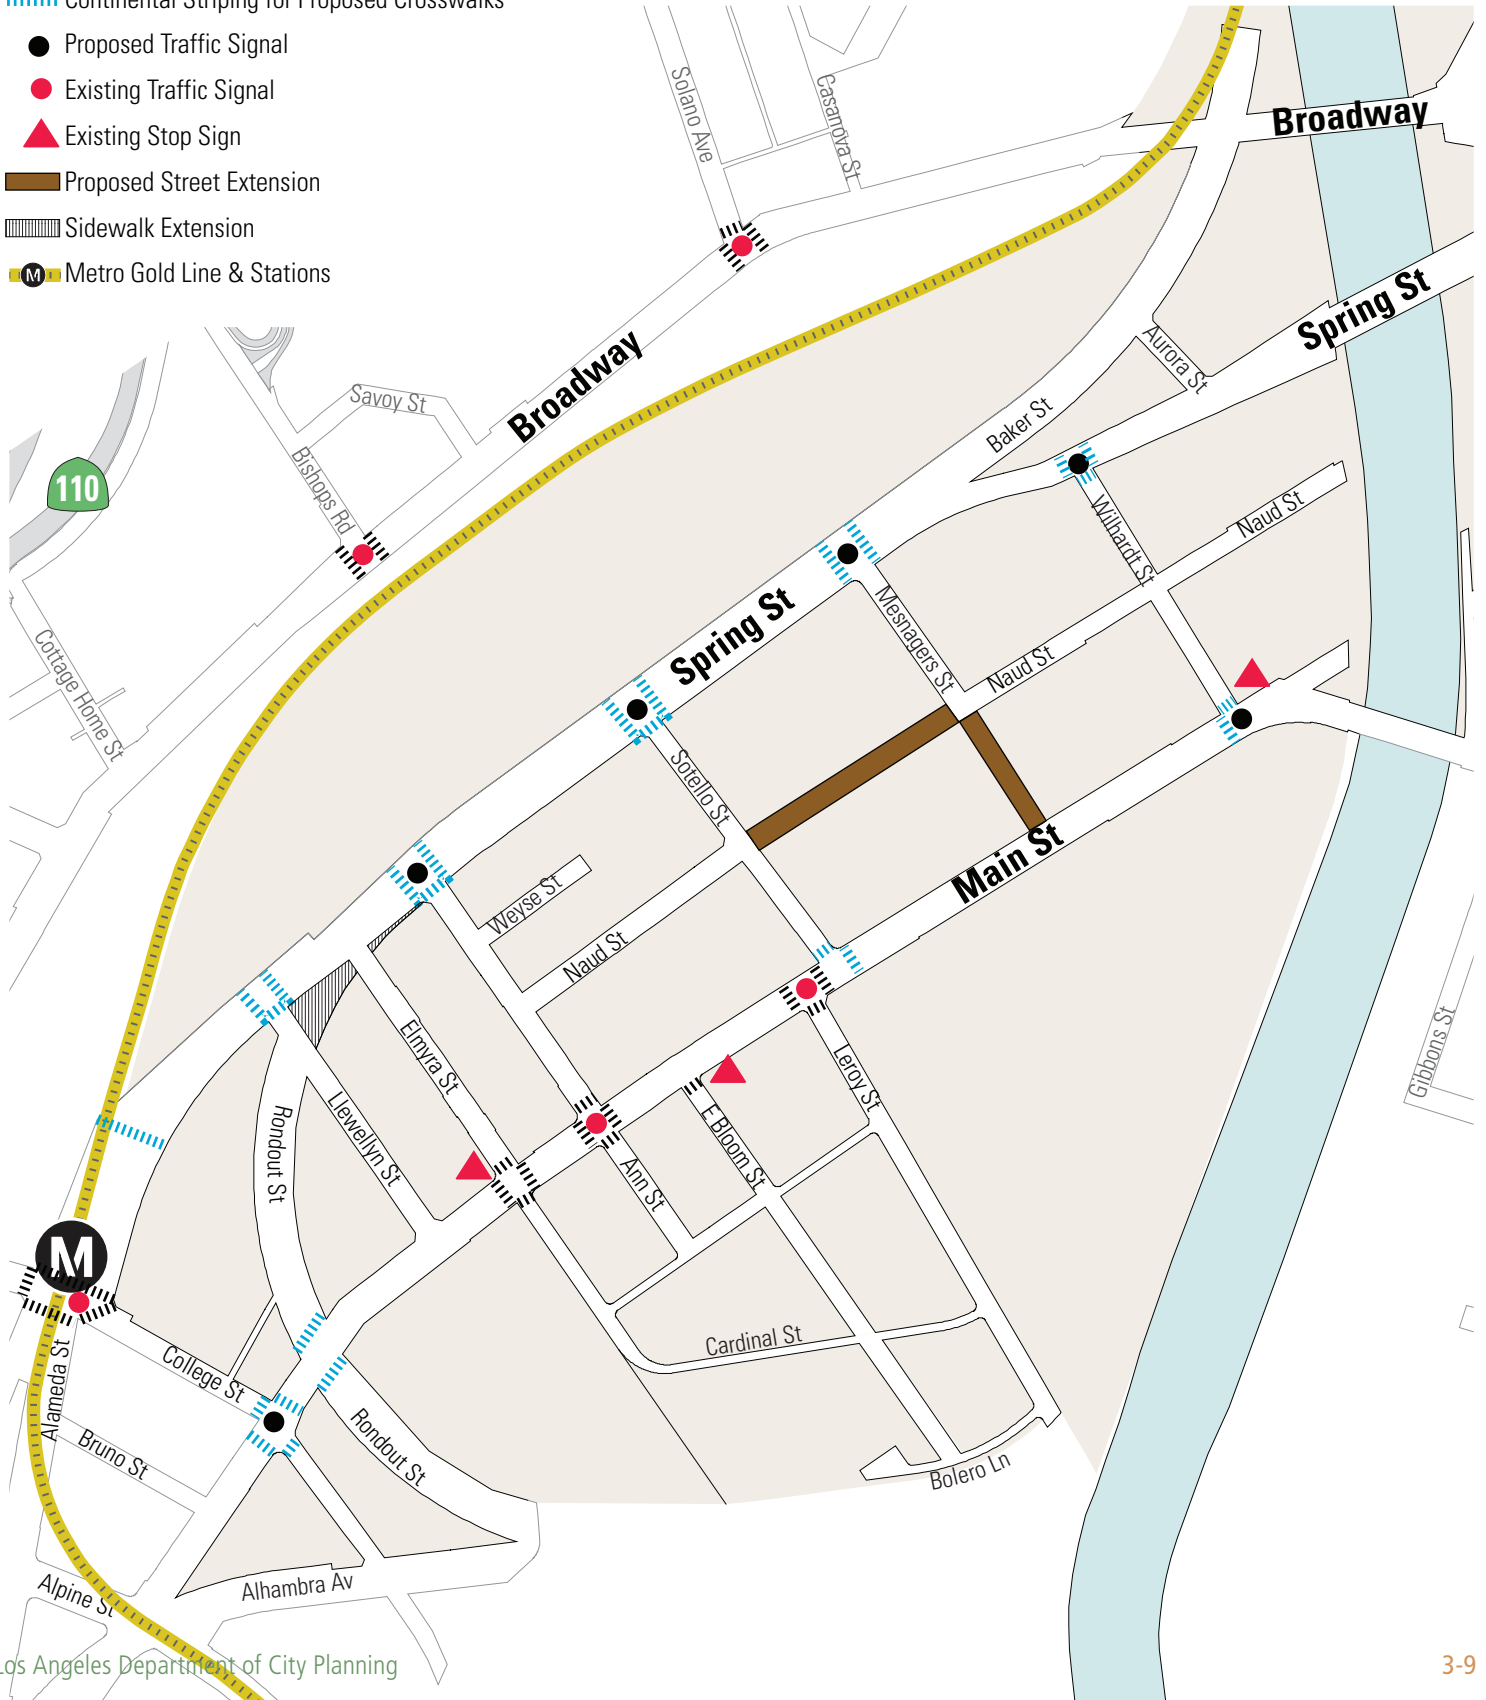 Continental Striping for Proposed Crosswalks
Proposed Traffic Signal
Existing Traffic Signal
Existing Stop Sign
Proposed Street Extension
Sidewalk Extension
M Metro Gold Line & Stations
Solano Ave
Casanova St
Broadway
Spring St
Aurora St
Broadway
Savoy St
Baker St
Bishops Rd
110
Wilhardt St
Naud St
Spring St
Mesnagers St
Naud St
Cottage Home St
Sotello St
Main St
Weyse St
Naud St
Elmyra St
Leroy St
Gibbons St
Rondout St
Llewellyn St
E Bloom St
Ann St
M
Cardinal St
College St
Alameda St
Bruno St
Rondout St
Bolero Ln
Alhambra Av
Alpine St
Los Angeles Department of City Planning
3-9